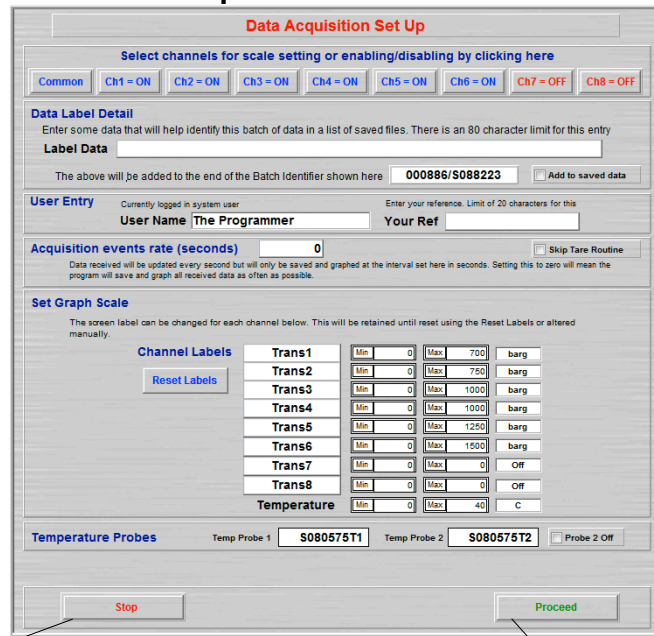 Data Acquisition Set Up
Select channels for scale setting or enabling/disabling by clicking here
Common Ch1 = ON Ch2 = ON Ch3 = ON Ch4 = ON Ch5 = ON Ch6 = ON Ch7 = OFF Ch8 = OFF
Data Label Detail
Enter some data that will help identify this batch of data in a list of saved files. There is an 80 character limit for this entry
Label Data
The above will be added to the end of the Batch Identifier shown here 000886/S088223 Add to saved data
User Entry Currently logged in system user Enter your reference. Limit of 20 characters for this
User Name The Programmer Your Ref
Acquisition events rate (seconds) 0 Skip Tare Routine
Data received will be updated every second but will only be saved and graphed at the interval set here in seconds. Setting this to zero will mean the
program will save and graph all received data as often as possible.
Set Graph Scale
The screen label can be changed for each channel below. This will be retained until reset using the Reset Labels or altered
manually.
Channel Labels Trans1 Min 0 Max 700 barg
Reset Labels Trans2 Min 0 Max 750 barg
Trans3 Min 0 Max 1000 barg
Trans4 Min 0 Max 1000 barg
Trans5 Min 0 Max 1250 barg
Trans6 Min 0 Max 1500 barg
Trans7 Min 0 Max 0 Off
Trans8 Min 0 Max 0 Off
Temperature Min 0 Max 40 C
Temperature Probes Temp Probe 1 S080575T1 Temp Probe 2 S080575T2 Probe 2 Off
Stop Proceed